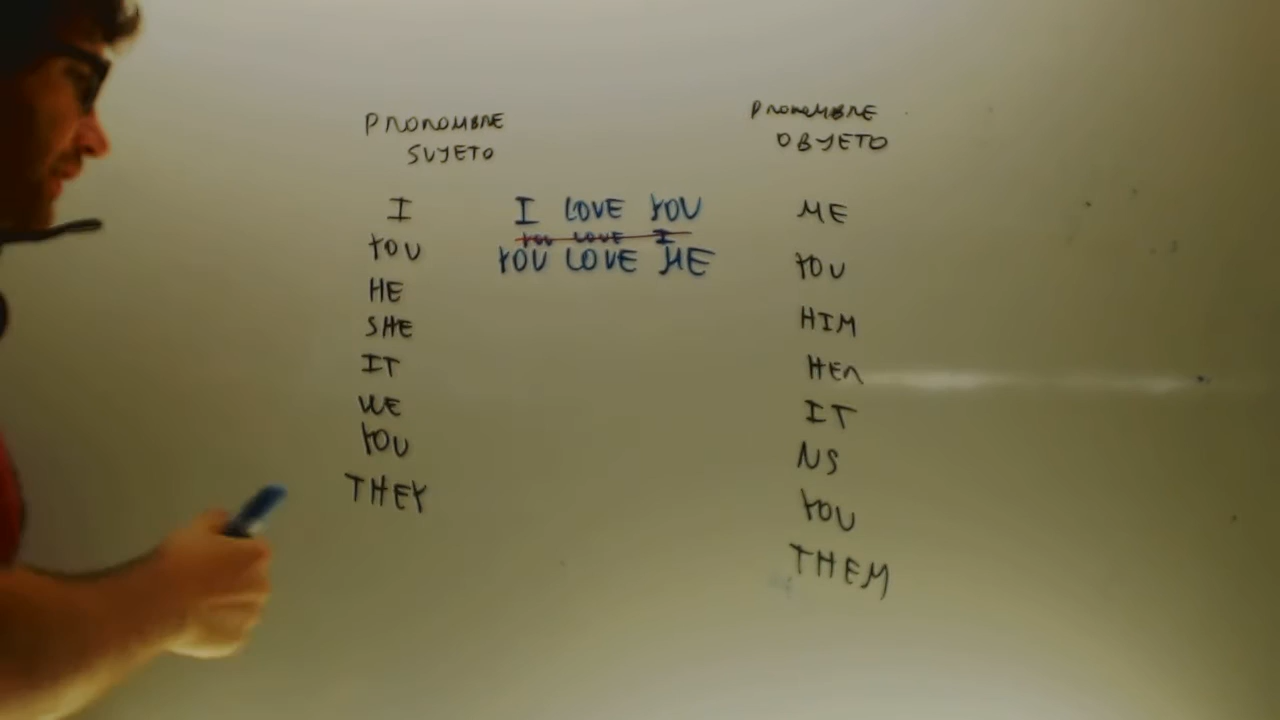 PRONOMBRE
SUJETO
I
YOU
HE
SHE
IT
WE
YOU
THEY
I LOVE YOU
YOU LOVE I
YOU LOVE ME
PRONOMBRE
OBJETO
ME
YOU
HIM
HER
IT
US
YOU
THEM